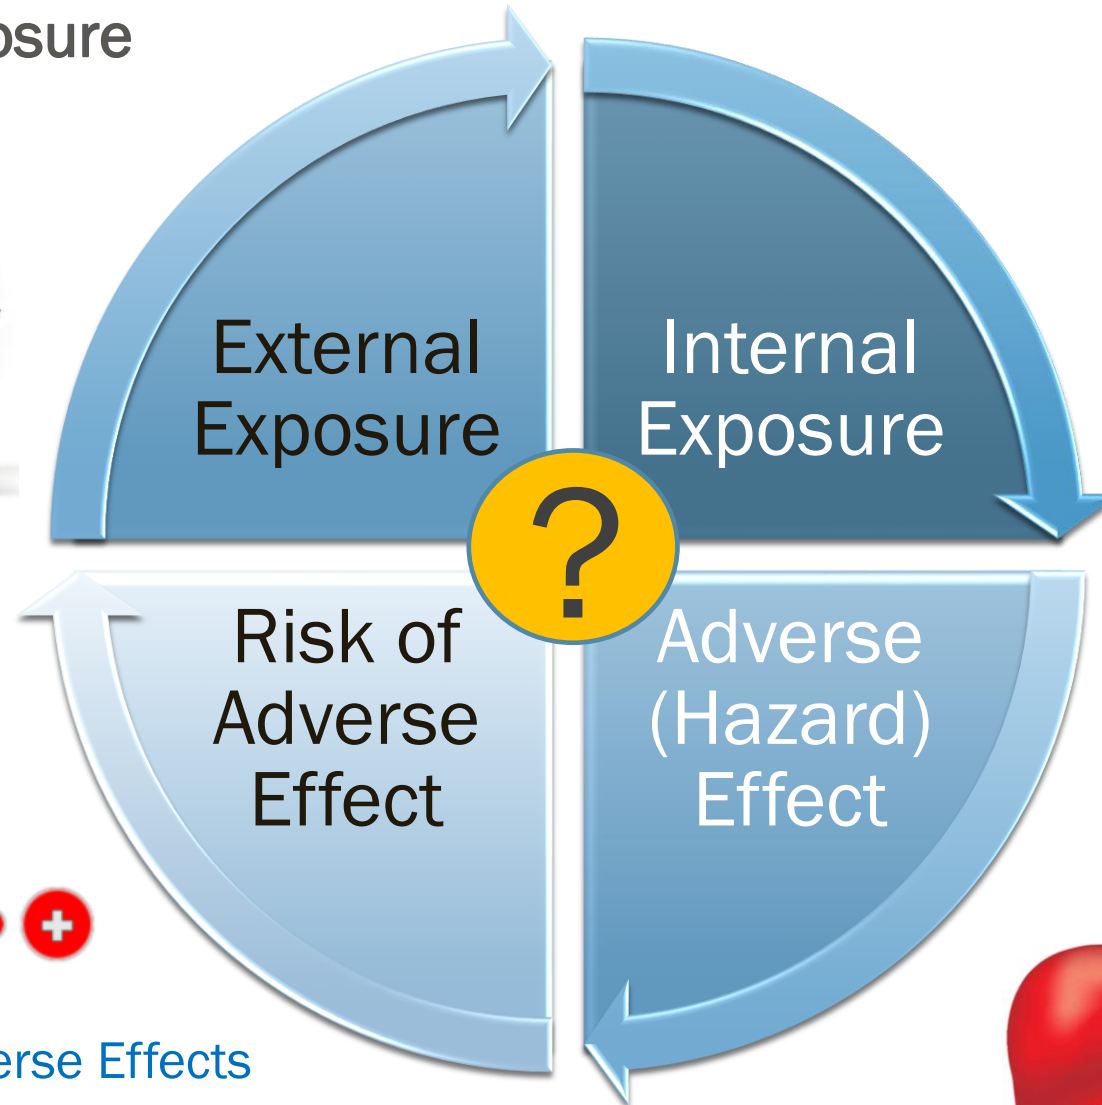 osure
External
Exposure
Internal
Exposure
?
Risk of
Adverse
Effect
Adverse
(Hazard)
Effect
erse Effects